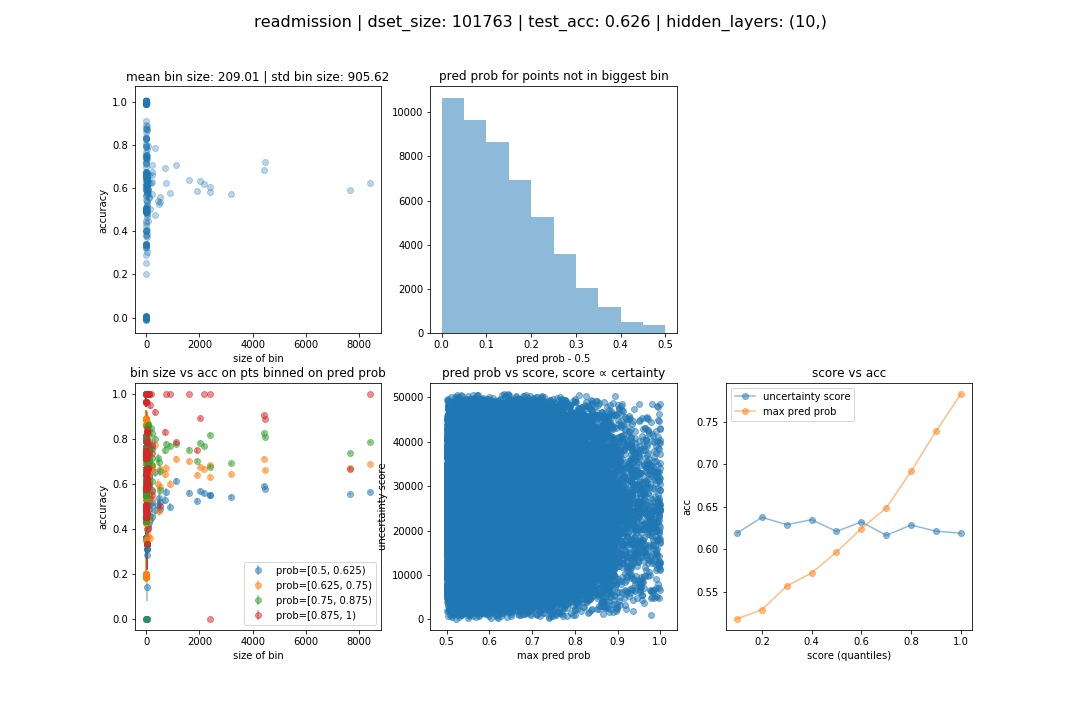 readmission | dset_size: 101763 | test_acc: 0.626 | hidden_layers: (10,)
mean bin size: 209.01 | std bin size: 905.62
1.0
0.8
0.6
0.4
0.2
0.0
accuracy
0 2000 4000 6000 8000
size of bin
pred prob for points not in biggest bin
10000
8000
6000
4000
2000
0
0.0 0.1 0.2 0.3 0.4 0.5
pred prob - 0.5
bin size vs acc on pts binned on pred prob
1.0
0.8
0.6
0.4
0.2
0.0
accuracy
prob=[0.5, 0.625)
prob=[0.625, 0.75)
prob=[0.75, 0.875)
prob=[0.875, 1)
0 2000 4000 6000 8000
size of bin
pred prob vs score, score ∝ certainty
50000
40000
30000
20000
10000
0
uncertainty score
0.5 0.6 0.7 0.8 0.9 1.0
max pred prob
score vs acc
uncertainty score
max pred prob
0.75
0.70
0.65
0.60
0.55
acc
0.2 0.4 0.6 0.8 1.0
score (quantiles)